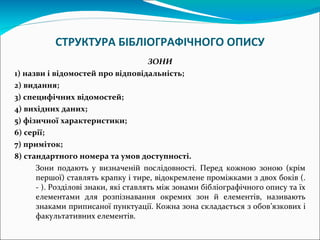 СТРУКТУРА БІБЛІОГРАФІЧНОГО ОПИСУ
ЗОНИ
1) назви і відомостей про відповідальність;
2) видання;
3) специфічних відомостей;
4) вихідних даних;
5) фізичної характеристики;
6) серії;
7) приміток;
8) стандартного номера та умов доступності.
Зони подають у визначеній послідовності. Перед кожною зоною (крім
першої) ставлять крапку і тире, відокремлене проміжками з двох боків (.
- ). Розділові знаки, які ставлять між зонами бібліографічного опису та їх
елементами для розпізнавання окремих зон й елементів, називають
знаками приписаної пунктуації. Кожна зона складається з обов'язкових і
факультативних елементів.